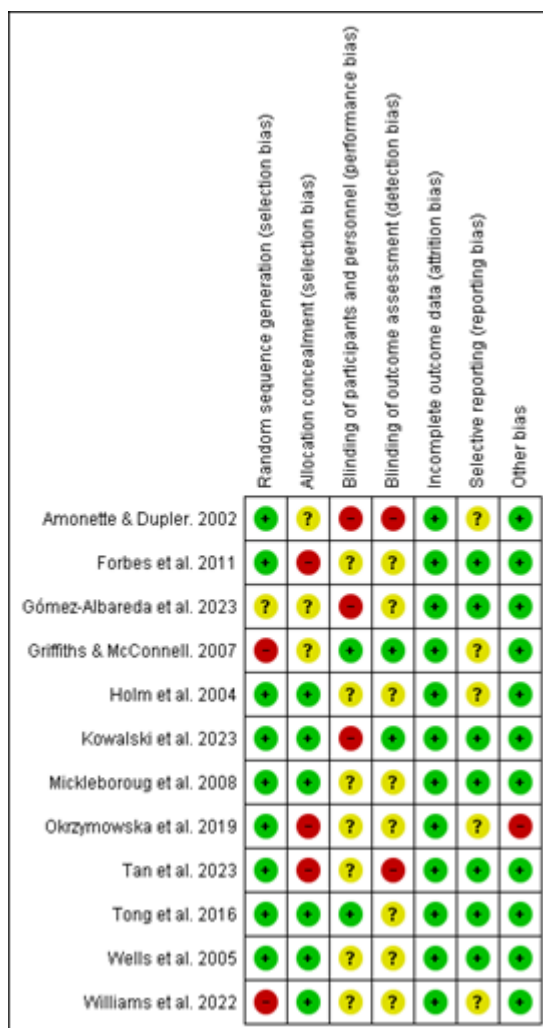 Random sequence generation (selection bias)
Allocation concealment (selection bias)
Blinding of participants and personnel (performance bias)
Blinding of outcome assessment (detection bias)
Incomplete outcome data (attrition bias)
Selective reporting (reporting bias)
Other bias
Amonette & Dupler. 2002 + ? - - + ? +
Forbes et al. 2011 + - ? ? + + +
Gómez-Albareda et al. 2023 ? ? - ? + + +
Griffiths & McConnell. 2007 - ? + + + ? +
Holm et al. 2004 + + ? ? + ? +
Kowalski et al. 2023 + + - + + + +
Mickleboroug et al. 2008 + + ? ? + + +
Okrzymowska et al. 2019 + - ? ? + ? -
Tan et al. 2023 + - ? - + + +
Tong et al. 2016 + + + ? + + +
Wells et al. 2005 + + ? ? + + +
Williams et al. 2022 - + ? ? + ? +